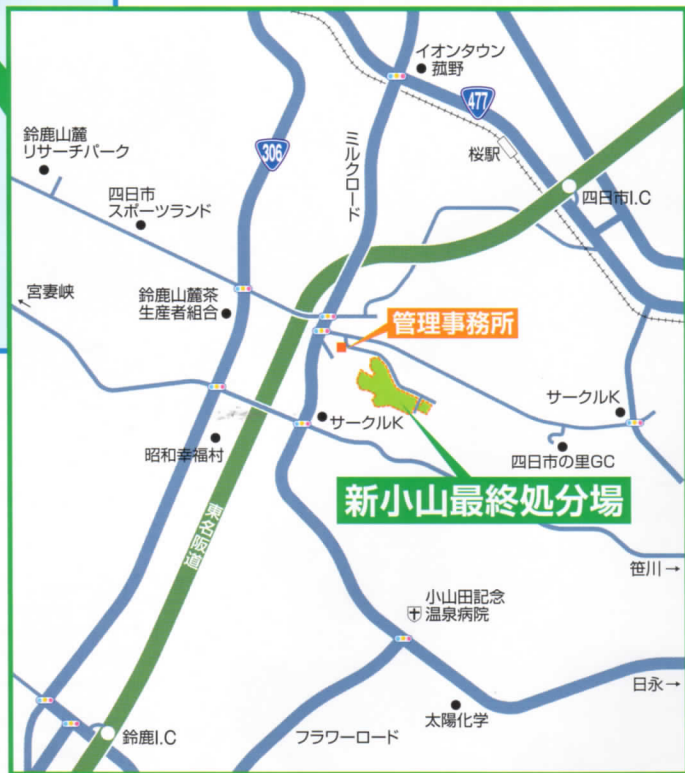 イオンタウン
菰野
477
鈴鹿山麓
リサーチパーク
306
ミルクロード
桜駅
四日市I.C
四日市
スポーツランド
宮妻峡
鈴鹿山麓茶
生産者組合
管理事務所
サークルK
サークルK
昭和幸福村
四日市の里GC
新小山最終処分場
東名阪道
笹川→
小山田記念
温泉病院
日永→
太陽化学
鈴鹿I.C
フラワーロード